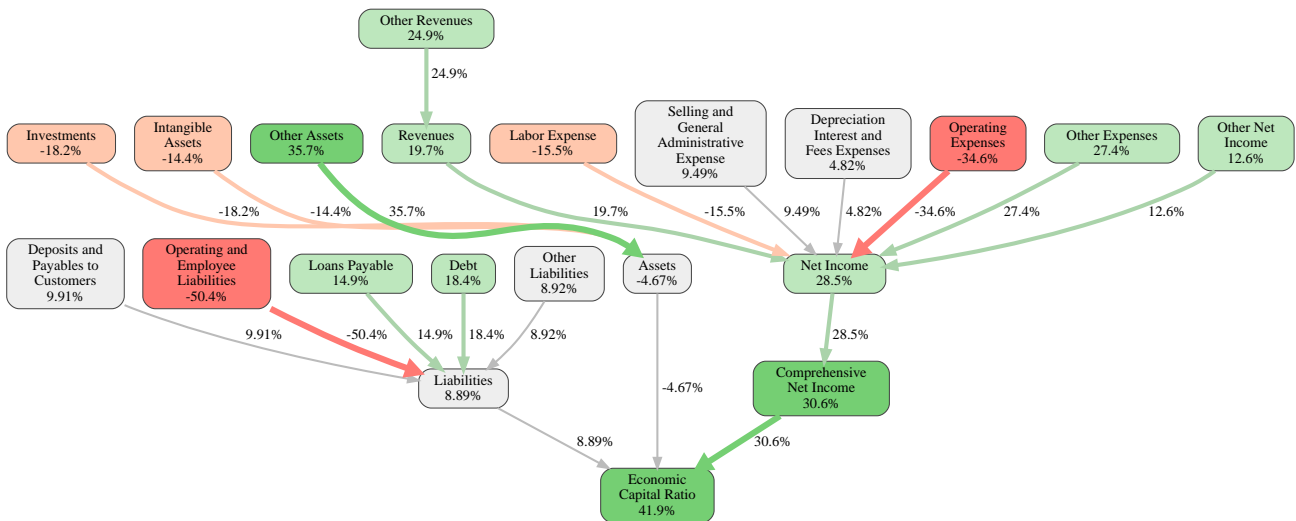 Other Revenues
24.9%
24.9%
Investments
-18.2%
Intangible
Assets
-14.4%
Other Assets
35.7%
Revenues
19.7%
Labor Expense
-15.5%
Selling and
General
Administrative
Expense
9.49%
Depreciation
Interest and
Fees Expenses
4.82%
Operating
Expenses
-34.6%
Other Expenses
27.4%
Other Net
Income
12.6%
-18.2%
-14.4%
35.7%
19.7%
-15.5%
9.49%
4.82%
-34.6%
27.4%
12.6%
Deposits and
Payables to
Customers
9.91%
Operating and
Employee
Liabilities
-50.4%
Loans Payable
14.9%
Debt
18.4%
Other
Liabilities
8.92%
Assets
-4.67%
Net Income
28.5%
9.91%
-50.4%
14.9%
18.4%
8.92%
28.5%
Liabilities
8.89%
-4.67%
Comprehensive
Net Income
30.6%
8.89%
30.6%
Economic
Capital Ratio
41.9%